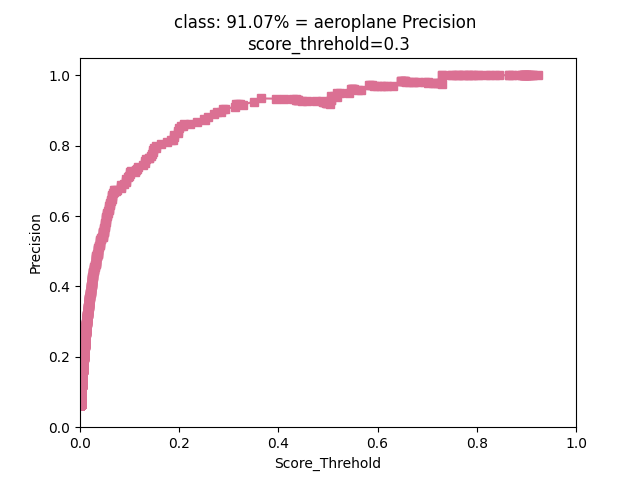 class: 91.07% = aeroplane Precision
score_threhold=0.3
1.0
0.8
0.6
0.4
0.2
0.0
Precision
0.0 0.2 0.4 0.6 0.8 1.0
Score_Threhold